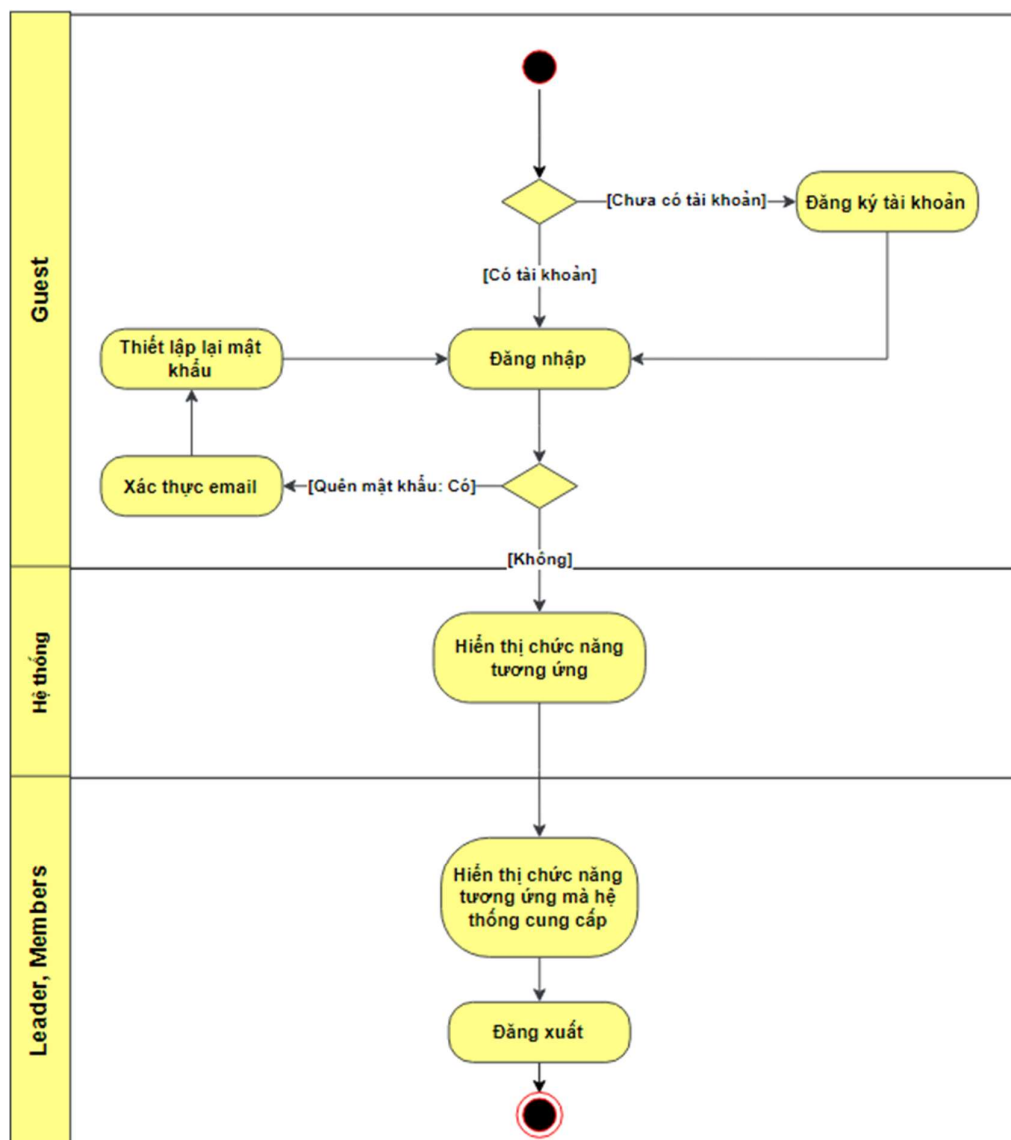 Guest
[Chưa có tài khoản]
Đăng ký tài khoản
[Có tài khoản]
Thiết lập lại mật
khẩu
Đăng nhập
Xác thực email
[Quên mật khẩu: Có]
[Không]
Hệ thống
Hiển thị chức năng
tương ứng
Leader, Members
Hiển thị chức năng
tương ứng mà hệ
thống cung cấp
Đăng xuất